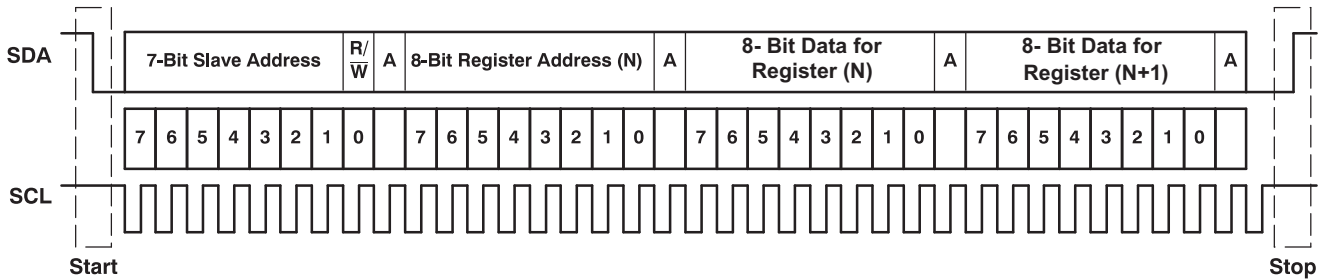 SDA
7-Bit Slave Address
R/
W
A
8-Bit Register Address (N)
A
8- Bit Data for
Register (N)
A
8- Bit Data for
Register (N+1)
A
7 6 5 4 3 2 1 0 7 6 5 4 3 2 1 0 7 6 5 4 3 2 1 0 7 6 5 4 3 2 1 0
SCL
Start
Stop